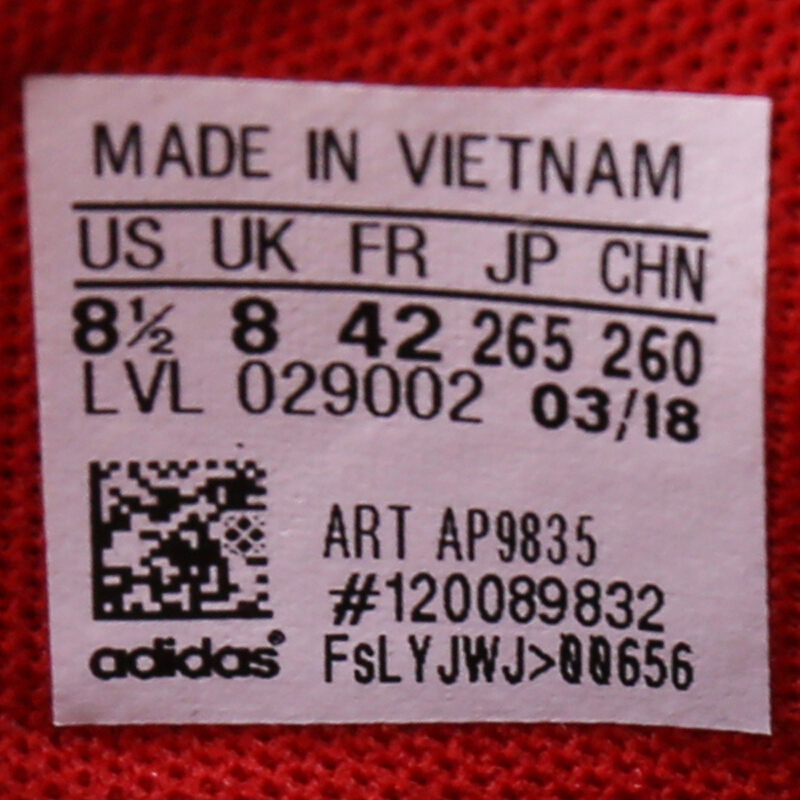 MADE IN VIETNAM
US UK FR JP CHN
8½ 8 42 265 260
LVL 029002 03/18
ART AP9835
#120089832
adidas® FsLYJWJ>00656